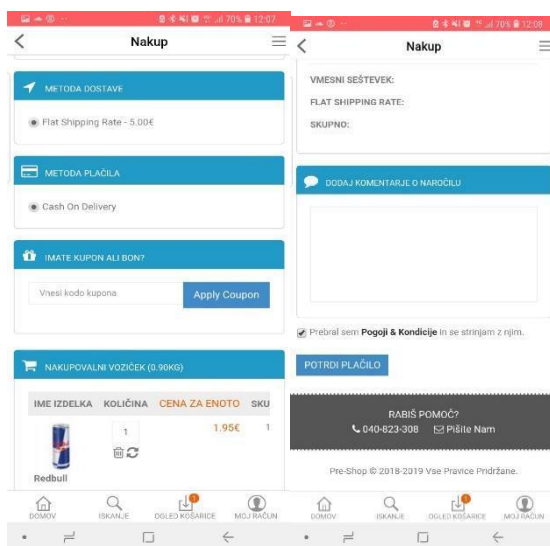 70% 12:07
Nakup
METODA DOSTAVE
Flat Shipping Rate - 5.00€
METODA PLAČILA
Cash On Delivery
IMATE KUPON ALI BON?
Vnesi kodo kupona
Apply Coupon
NAKUPOVALNI VOZIČEK (0.90KG)
IME IZDELKA KOLIČINA CENA ZA ENOTO SKU
1 1.95€ 1
Redbull
1
DOMOV ISKANJE OGLED KOŠARICE MOJ RAČUN
70% 12:08
Nakup
VMESNI SEŠTEVEK:
FLAT SHIPPING RATE:
SKUPNO:
DODAJ KOMENTARJE O NAROČILU
Prebral sem Pogoji & Kondicije in se strinjam z njim.
POTRDI PLAČILO
RABIŠ POMOČ?
040-823-308 Pišite Nam
Pre-Shop © 2018-2019 Vse Pravice Pridržane.
1
DOMOV ISKANJE OGLED KOŠARICE MOJ RAČUN